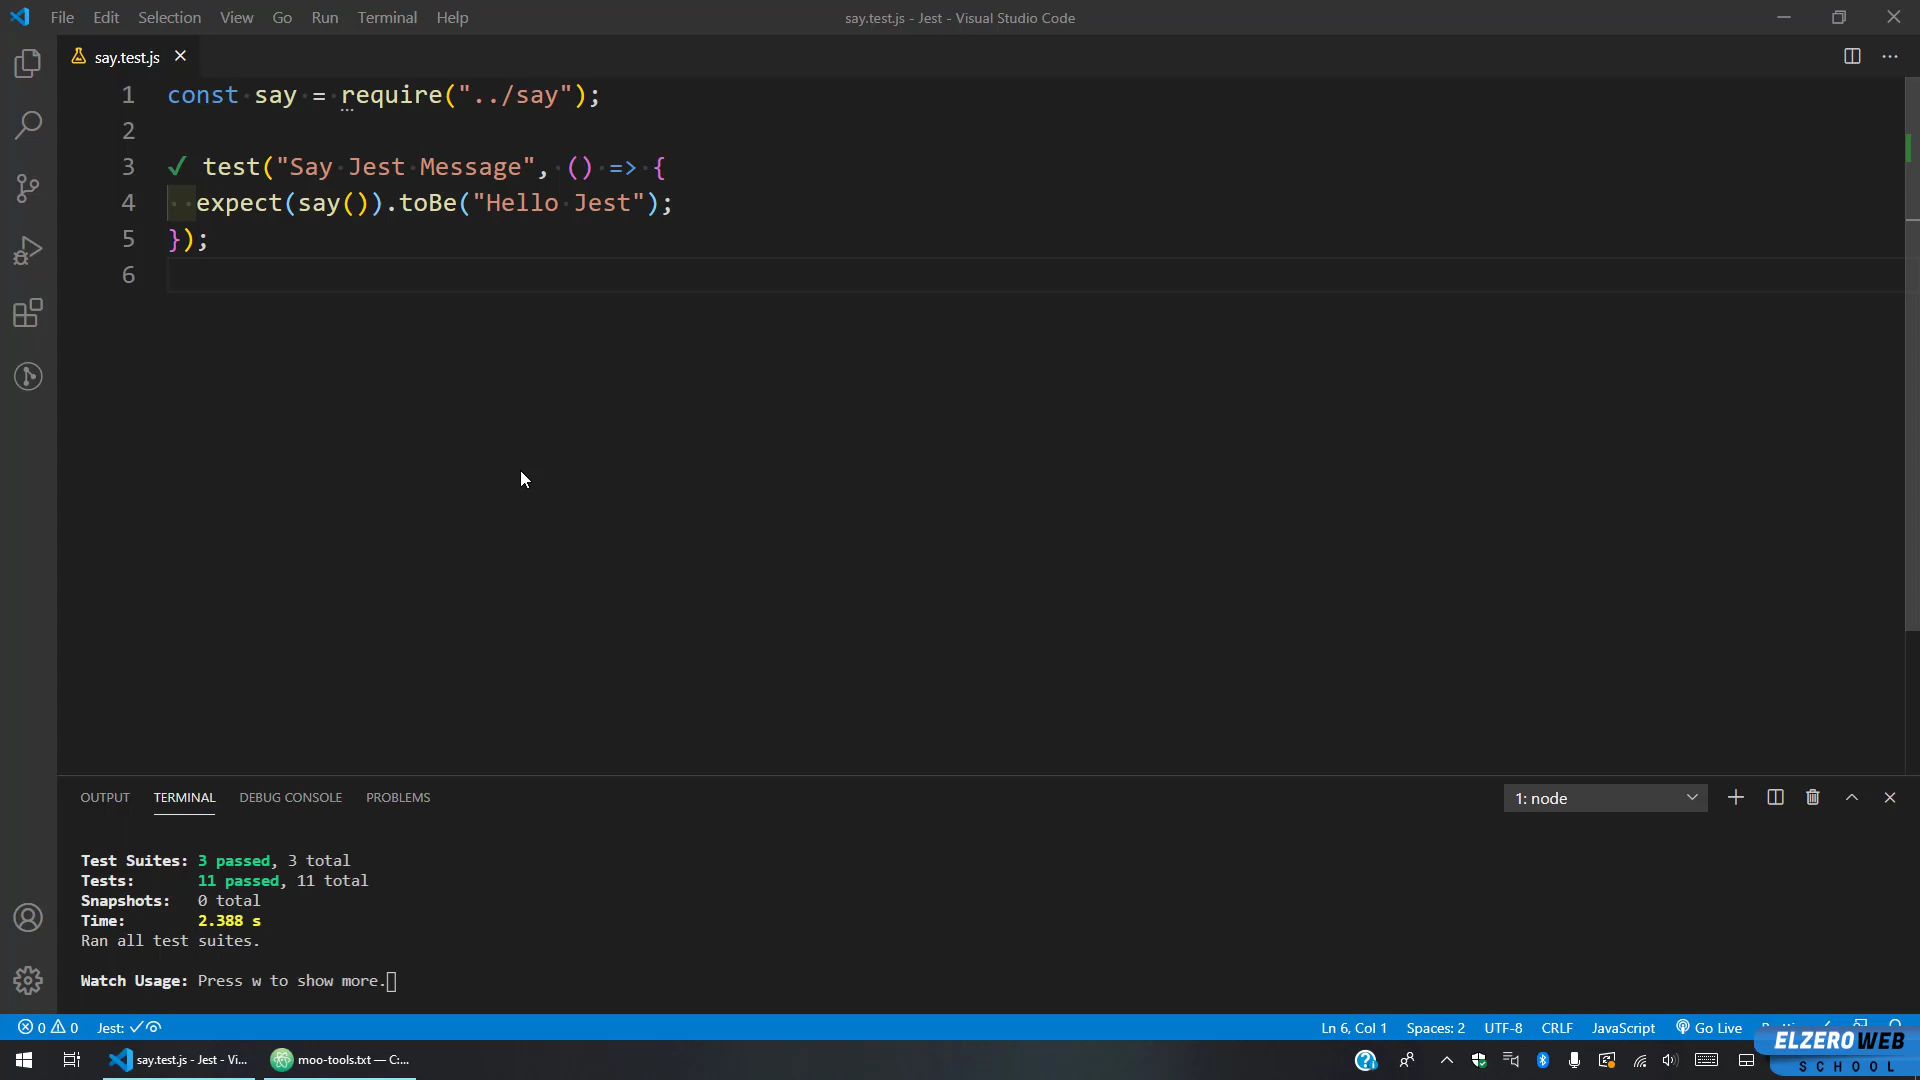 File Edit Selection View Go Run Terminal Help
say.test.js - Jest - Visual Studio Code
say.test.js
1 const say = require("../say");
2
3 ✓ test("Say Jest Message", () => {
4 expect(say()).toBe("Hello Jest");
5 });
6
OUTPUT TERMINAL DEBUG CONSOLE PROBLEMS
1: node
Test Suites: 3 passed, 3 total
Tests: 11 passed, 11 total
Snapshots: 0 total
Time: 2.388 s
Ran all test suites.
Watch Usage: Press w to show more.
0 0 Jest: ✓
Ln 6, Col 1 Spaces: 2 UTF-8 CRLF JavaScript Go Live
say.test.js - Jest - Vi...
moo-tools.txt — C:...
ELZEROWEB
SCHOOL